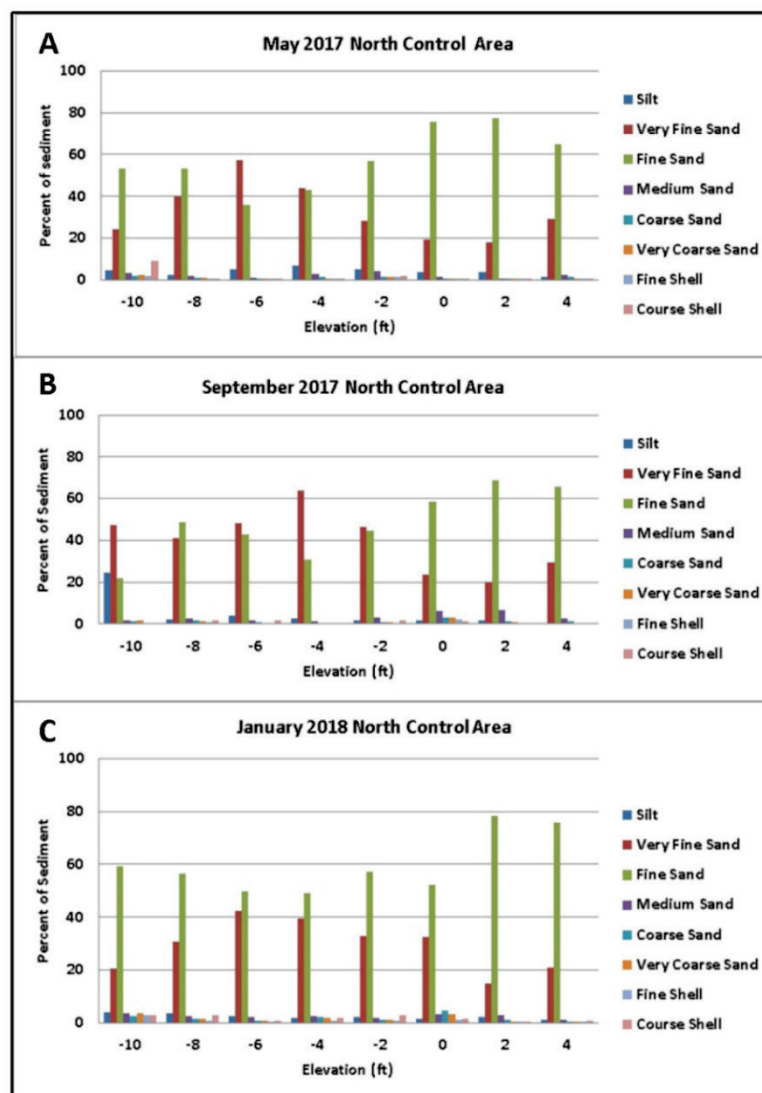 A
May 2017 North Control Area
100
80
60
40
20
0
Percent of sediment
-10 -8 -6 -4 -2 0 2 4
Elevation (ft)
Silt
Very Fine Sand
Fine Sand
Medium Sand
Coarse Sand
Very Coarse Sand
Fine Shell
Course Shell
B
September 2017 North Control Area
100
80
60
40
20
0
Percent of Sediment
-10 -8 -6 -4 -2 0 2 4
Elevation (ft)
Silt
Very Fine Sand
Fine Sand
Medium Sand
Coarse Sand
Very Coarse Sand
Fine Shell
Course Shell
C
January 2018 North Control Area
100
80
60
40
20
0
Percent of Sediment
-10 -8 -6 -4 -2 0 2 4
Elevation (ft)
Silt
Very Fine Sand
Fine Sand
Medium Sand
Coarse Sand
Very Coarse Sand
Fine Shell
Course Shell